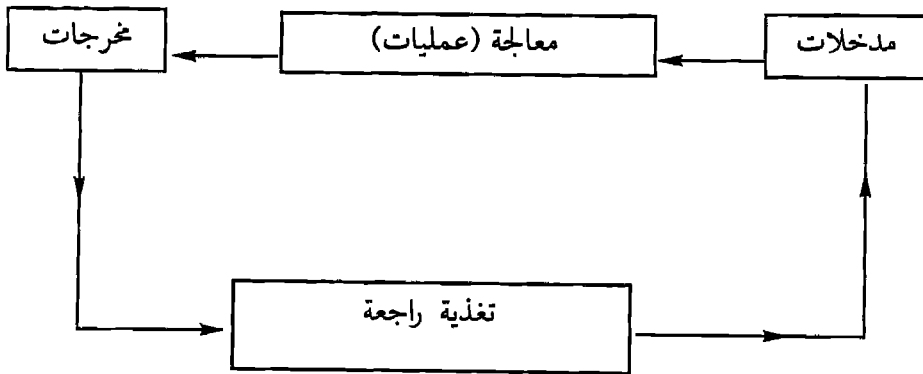 مدخلات
معالجة (عمليات)
مخرجات
تغذية راجعة